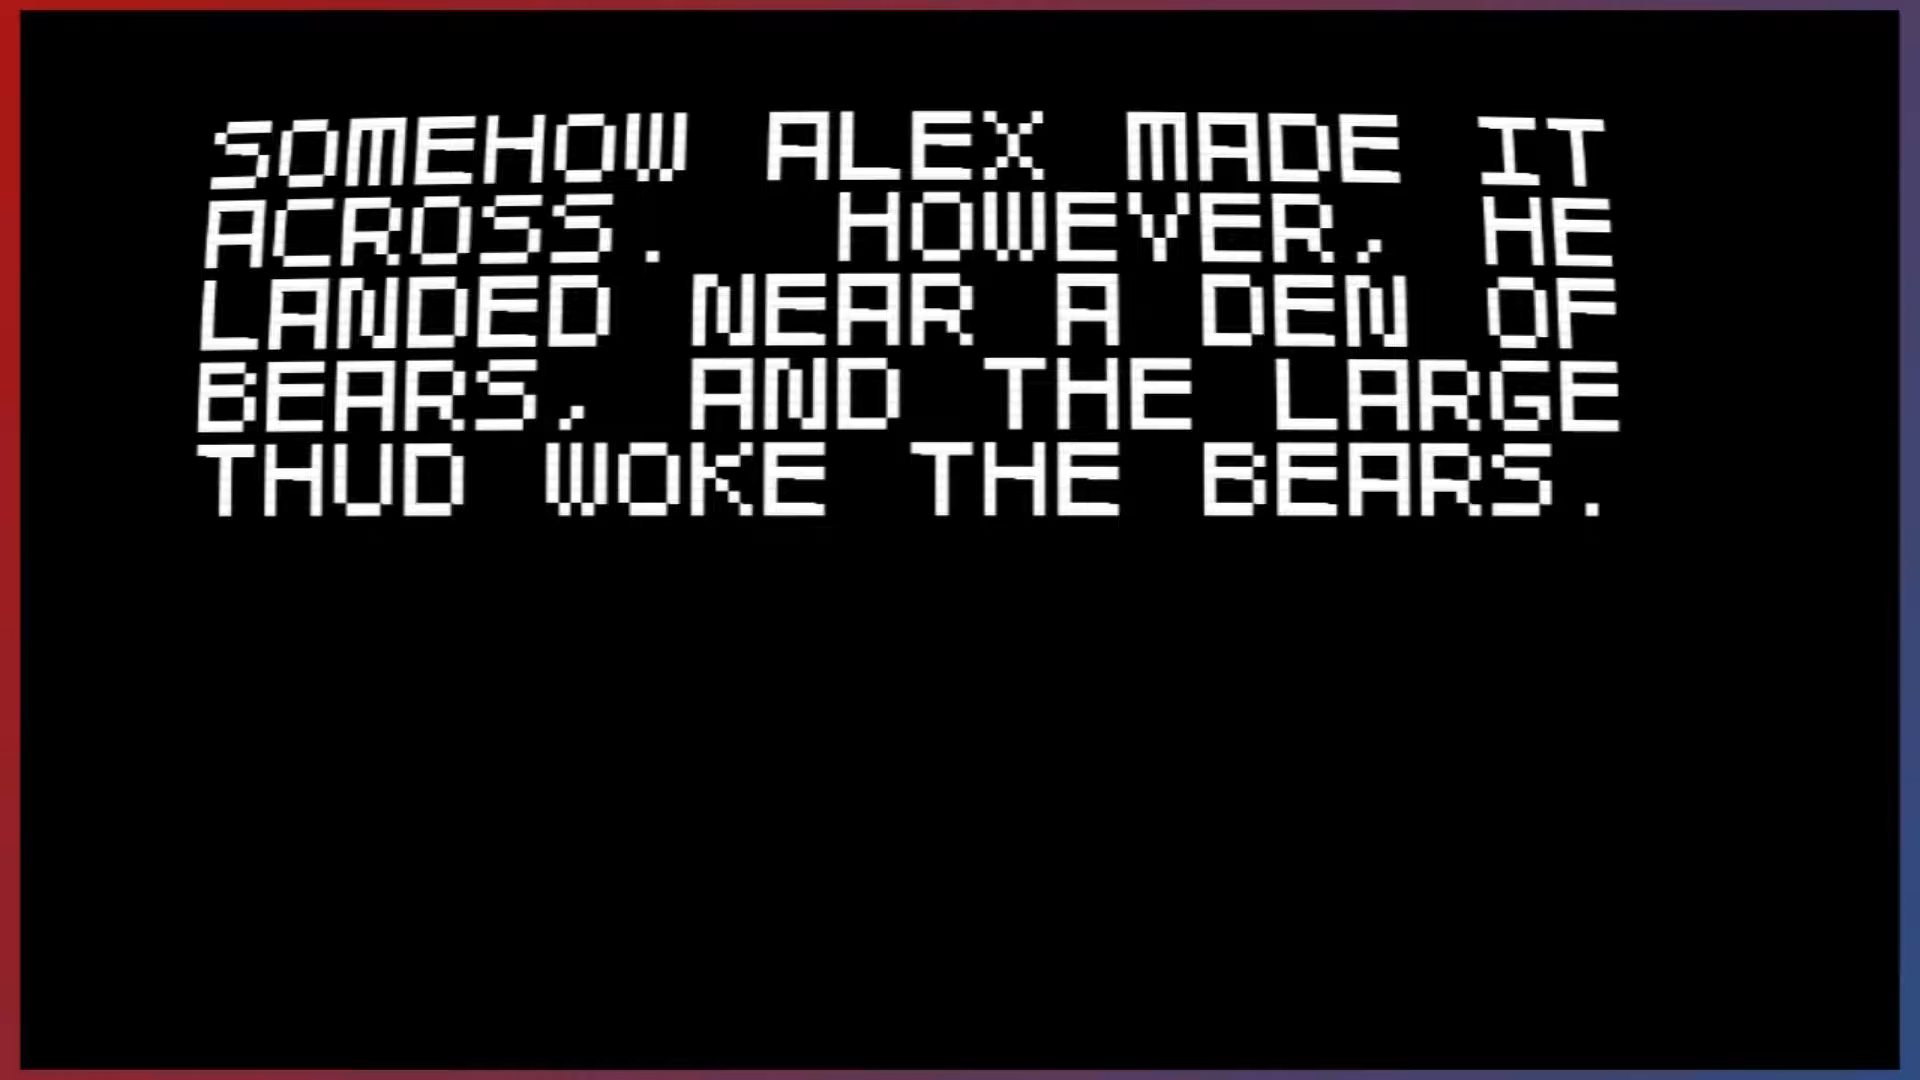 SOMEHOW ALEX MADE IT
ACROSS.  HOWEVER, HE
LANDED NEAR A DEN OF
BEARS, AND THE LARGE
THUD WOKE THE BEARS.